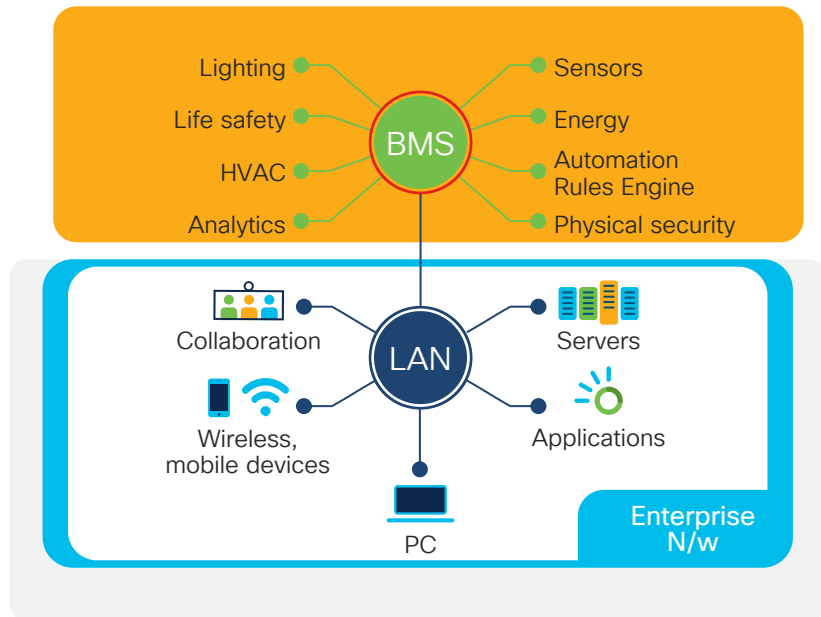 Lighting
Life safety
HVAC
Analytics
BMS
Sensors
Energy
Automation
Rules Engine
Physical security
Collaboration
Wireless,
mobile devices
LAN
Servers
Applications
PC
Enterprise
N/w